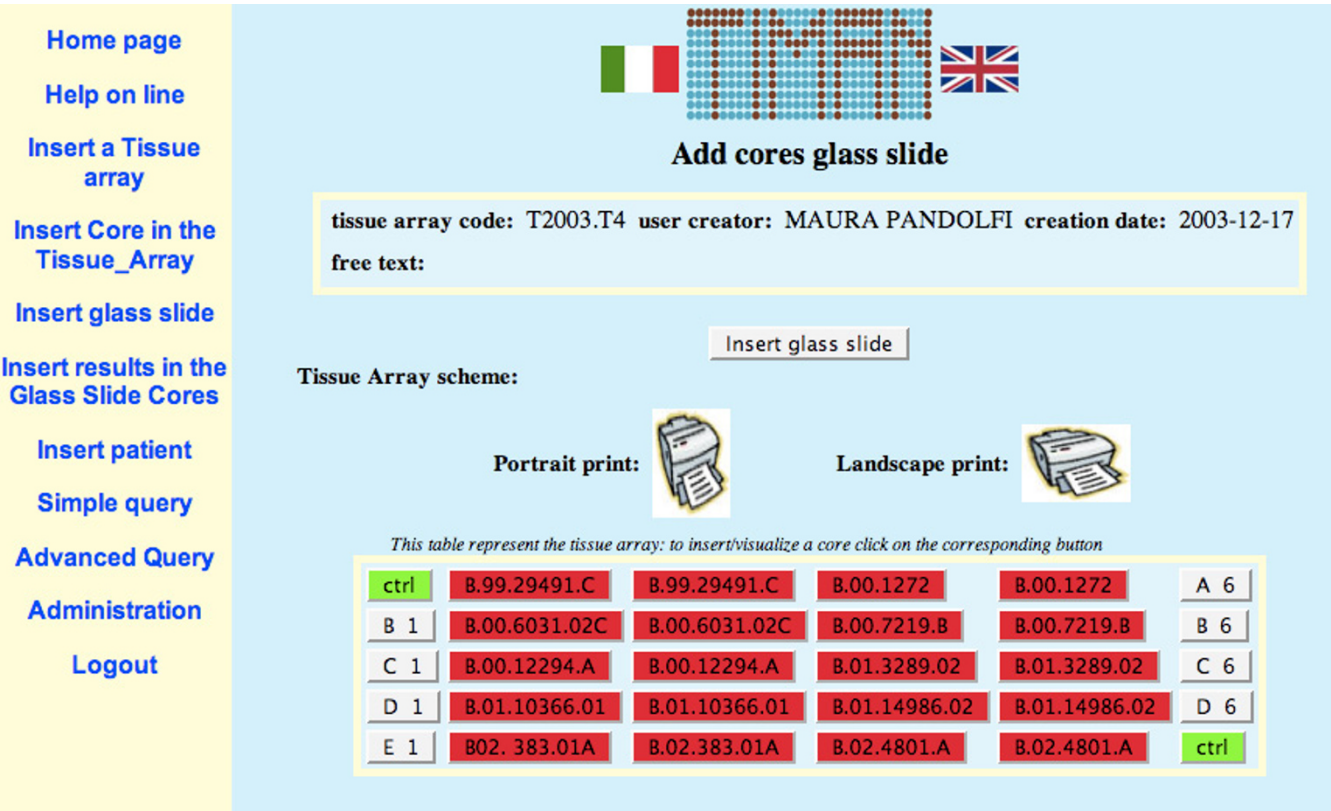 Home page
Help on line
Insert a Tissue
array
Insert Core in the
Tissue_Array
Insert glass slide
Insert results in the
Glass Slide Cores
Insert patient
Simple query
Advanced Query
Administration
Logout
TMAN
Add cores glass slide
tissue array code: T2003.T4 user creator: MAURA PANDOLFI creation date: 2003-12-17
free text:
Insert glass slide
Tissue Array scheme:
Portrait print: Landscape print:
This table represent the tissue array: to insert/visualize a core click on the corresponding button
ctrl B.99.29491.C B.99.29491.C B.00.1272 B.00.1272 A 6
B 1 B.00.6031.02C B.00.6031.02C B.00.7219.B B.00.7219.B B 6
C 1 B.00.12294.A B.00.12294.A B.01.3289.02 B.01.3289.02 C 6
D 1 B.01.10366.01 B.01.10366.01 B.01.14986.02 B.01.14986.02 D 6
E 1 B02. 383.01A B.02.383.01A B.02.4801.A B.02.4801.A ctrl